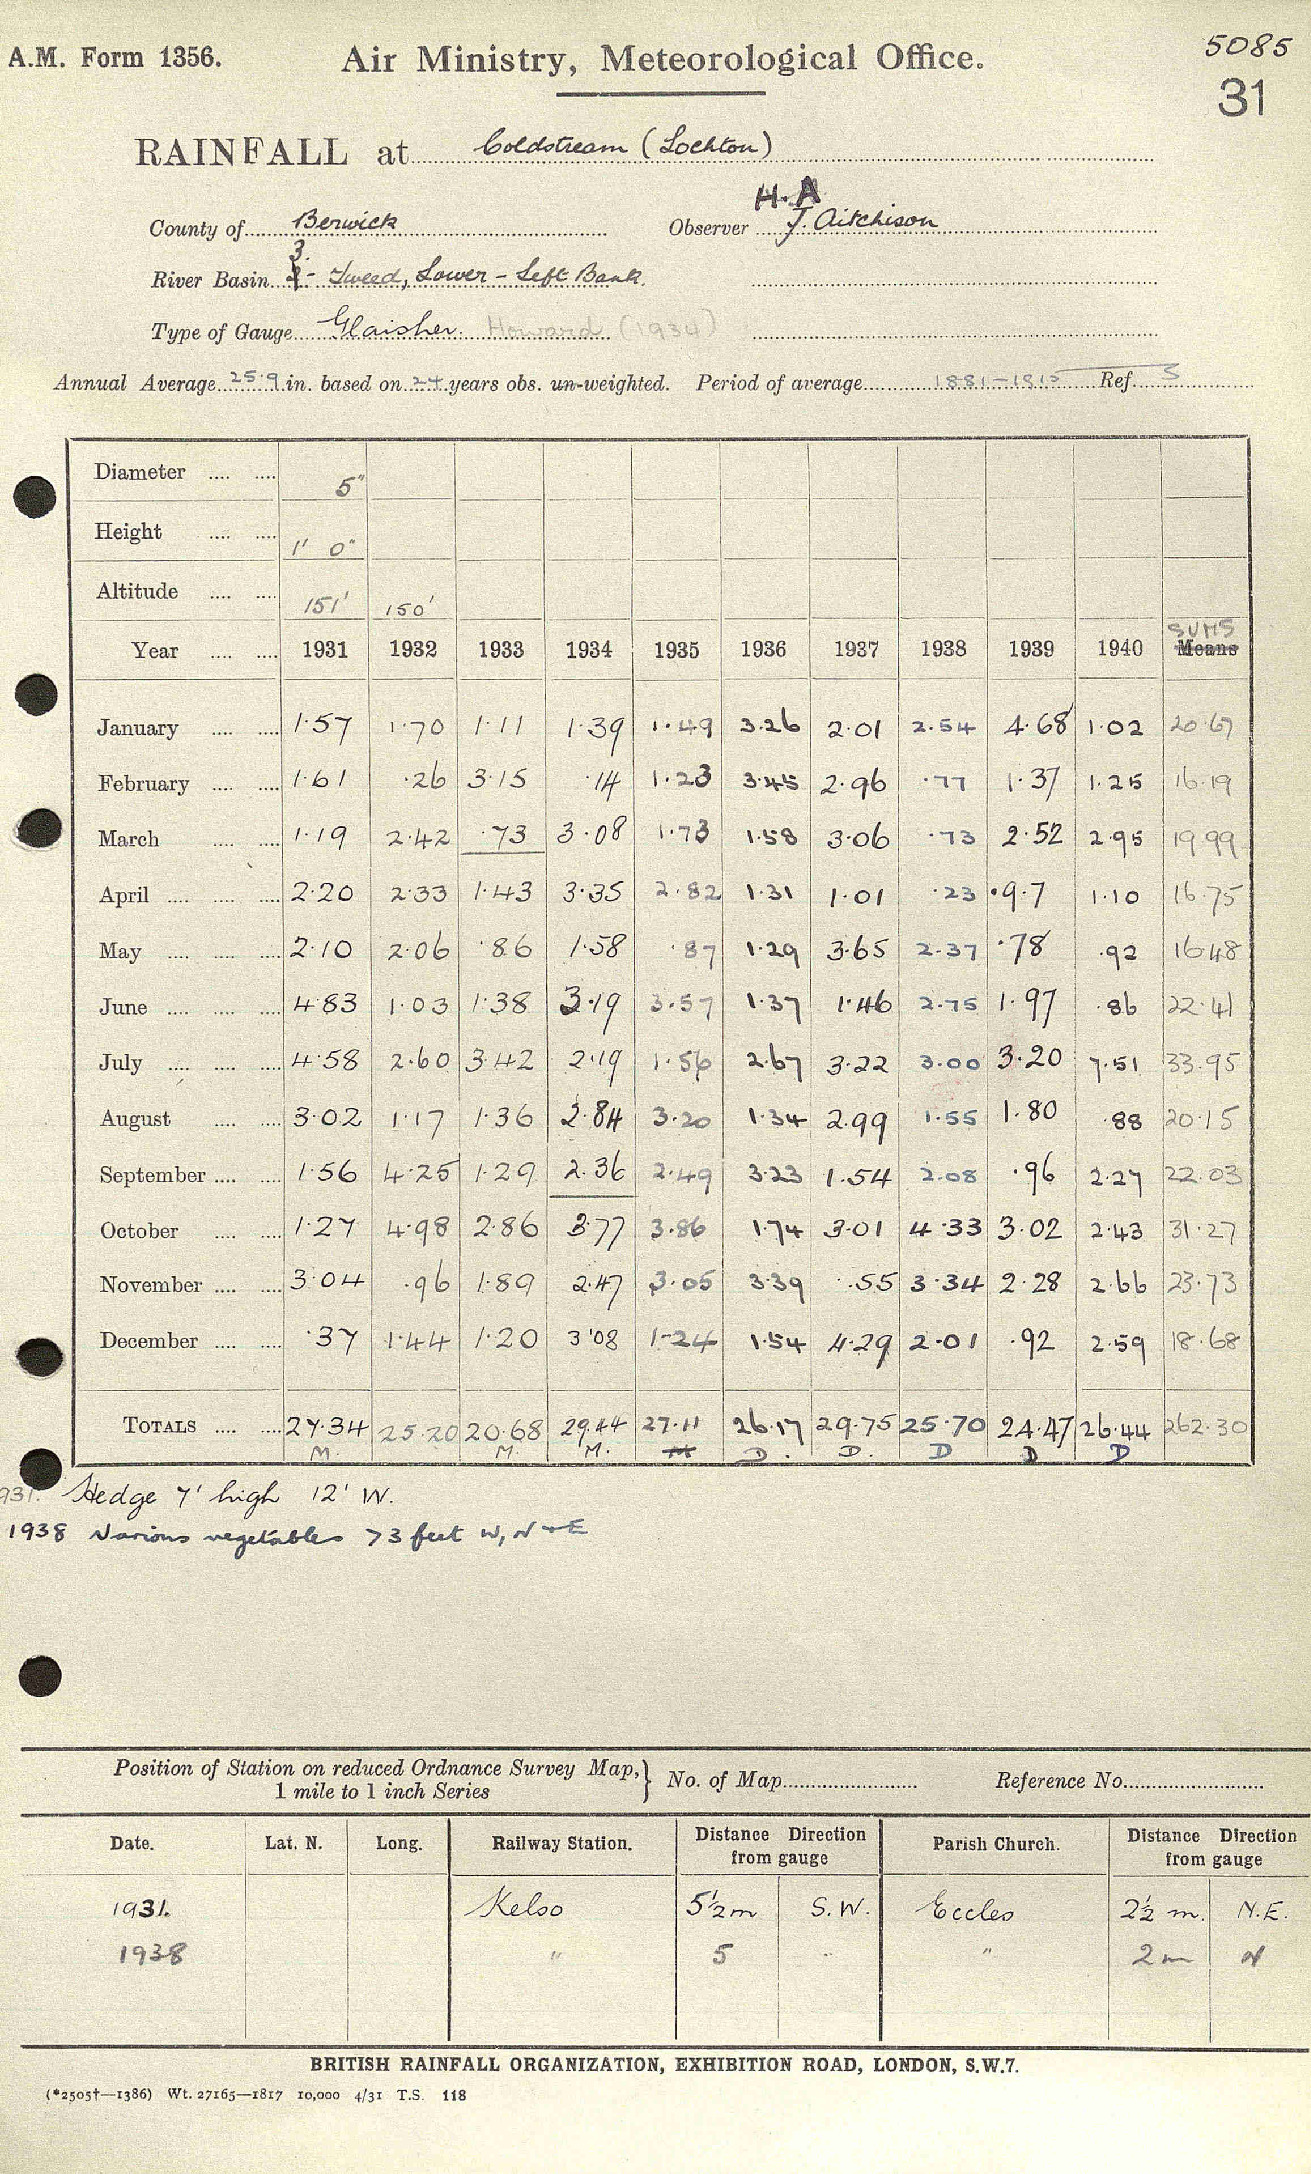 5085
A.M. Form 1356. Air Ministry, Meteorological Office.
31
RAINFALL at Coldstream (Lochton)
H. A
County of Berwick Observer J. Aitchison
3.
River Basin - Tweed, Lower - Left Bank
Type of Gauge Glaisher. Howard (1934)
Annual Average 25.9 in. based on 24 years obs. un-weighted. Period of average 1881-1915 Ref. S
Diameter 5"
Height 1' 0"
Altitude 151' 150'
SUMS
Year 1931 1932 1933 1934 1935 1936 1937 1938 1939 1940 Means
January 1.57 1.70 1.11 1.39 1.49 3.26 2.01 2.54 4.68 1.02 20.67
February 1.61 .26 3.15 .14 1.23 3.45 2.96 .77 1.37 1.25 16.19
March 1.19 2.42 .73 3.08 1.73 1.58 3.06 .73 2.52 2.95 19.99
April 2.20 2.33 1.43 3.35 2.82 1.31 1.01 .23 .97 1.10 16.75
May 2.10 2.06 .86 1.58 .87 1.29 3.65 2.37 .78 .92 16.48
June 4.83 1.03 1.38 3.19 3.57 1.37 1.46 2.75 1.97 .86 22.41
July 4.58 2.60 3.42 2.19 1.56 2.67 3.22 3.00 3.20 7.51 33.95
August 3.02 1.17 1.36 2.84 3.20 1.34 2.99 1.55 1.80 .88 20.15
September 1.56 4.25 1.29 2.36 2.49 3.23 1.54 2.08 .96 2.27 22.03
October 1.27 4.98 2.86 3.77 3.86 1.74 3.01 4.33 3.02 2.43 31.27
November 3.04 .96 1.89 2.47 3.05 3.39 .55 3.34 2.28 2.66 23.73
December .37 1.44 1.20 3.08 1.24 1.54 4.29 2.01 .92 2.59 18.68
TOTALS 27.34 25.20 20.68 29.44 27.11 26.17 29.75 25.70 24.47 26.44 262.30
M. M. M. M D. D. D D D
931. Hedge 7' high 12' W.
1938 Various vegetables >3 feet W, N + E
Position of Station on reduced Ordnance Survey Map, 1 mile to 1 inch Series } No. of Map Reference No.
Date. Lat. N. Long. Railway Station. Distance Direction from gauge Parish Church. Distance Direction from gauge
1931. Kelso 5½ m S.W. Eccles 2½ m. N.E.
1938 " 5 " " 2 m N
BRITISH RAINFALL ORGANIZATION, EXHIBITION ROAD, LONDON, S.W.7.
(*2505†—1386) Wt. 27165—1817 10,000 4/31 T.S. 118